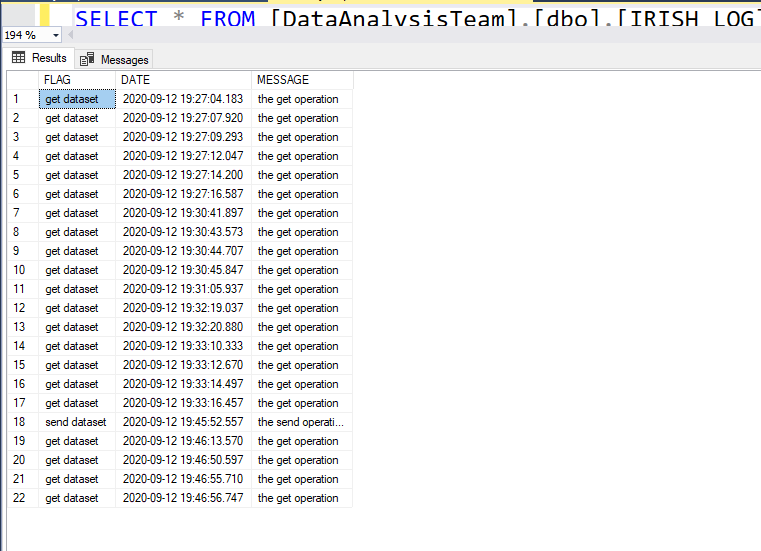 SELECT * FROM [DataAnalysisTeam].[dbo].[IRISH_LOG]
194 %
Results Messages
FLAG DATE MESSAGE
1 get dataset 2020-09-12 19:27:04.183 the get operation
2 get dataset 2020-09-12 19:27:07.920 the get operation
3 get dataset 2020-09-12 19:27:09.293 the get operation
4 get dataset 2020-09-12 19:27:12.047 the get operation
5 get dataset 2020-09-12 19:27:14.200 the get operation
6 get dataset 2020-09-12 19:27:16.587 the get operation
7 get dataset 2020-09-12 19:30:41.897 the get operation
8 get dataset 2020-09-12 19:30:43.573 the get operation
9 get dataset 2020-09-12 19:30:44.707 the get operation
10 get dataset 2020-09-12 19:30:45.847 the get operation
11 get dataset 2020-09-12 19:31:05.937 the get operation
12 get dataset 2020-09-12 19:32:19.037 the get operation
13 get dataset 2020-09-12 19:32:20.880 the get operation
14 get dataset 2020-09-12 19:33:10.333 the get operation
15 get dataset 2020-09-12 19:33:12.670 the get operation
16 get dataset 2020-09-12 19:33:14.497 the get operation
17 get dataset 2020-09-12 19:33:16.457 the get operation
18 send dataset 2020-09-12 19:45:52.557 the send operati...
19 get dataset 2020-09-12 19:46:13.570 the get operation
20 get dataset 2020-09-12 19:46:50.597 the get operation
21 get dataset 2020-09-12 19:46:55.710 the get operation
22 get dataset 2020-09-12 19:46:56.747 the get operation